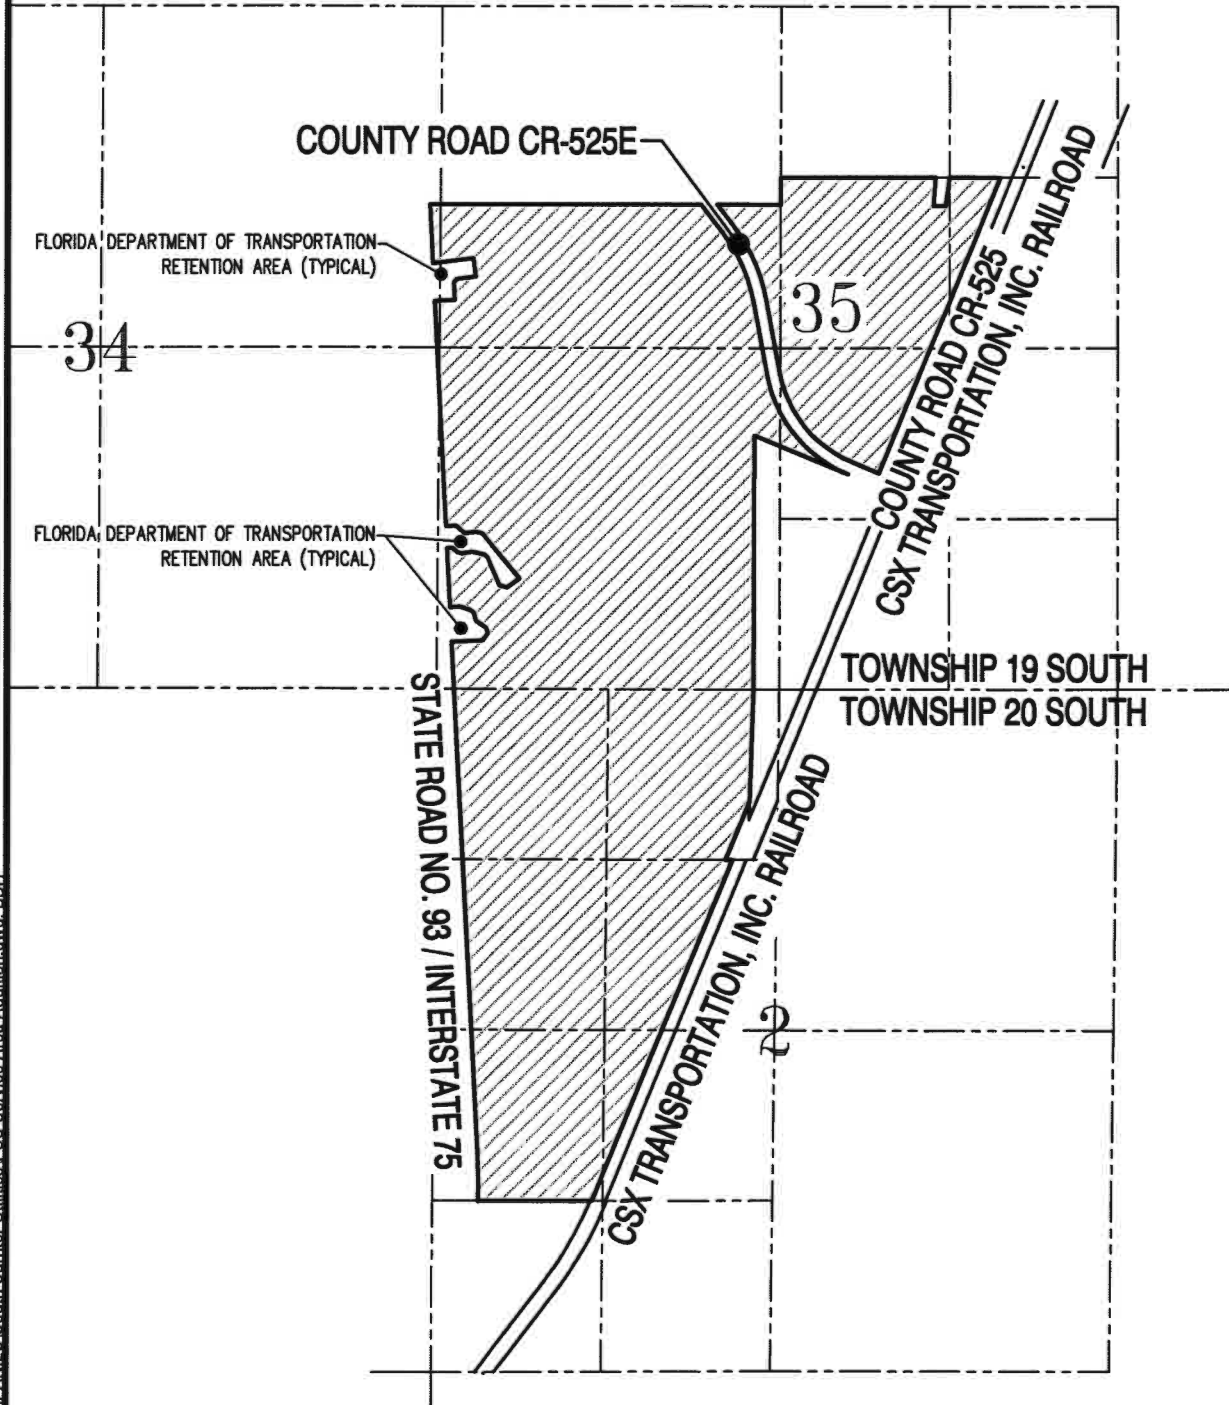 COUNTY ROAD CR-525E
FLORIDA DEPARTMENT OF TRANSPORTATION
RETENTION AREA (TYPICAL)
34
35
COUNTY ROAD CR-525
CSX TRANSPORTATION, INC. RAILROAD
FLORIDA DEPARTMENT OF TRANSPORTATION
RETENTION AREA (TYPICAL)
TOWNSHIP 19 SOUTH
TOWNSHIP 20 SOUTH
STATE ROAD NO. 93 / INTERSTATE 75
CSX TRANSPORTATION, INC. RAILROAD
2